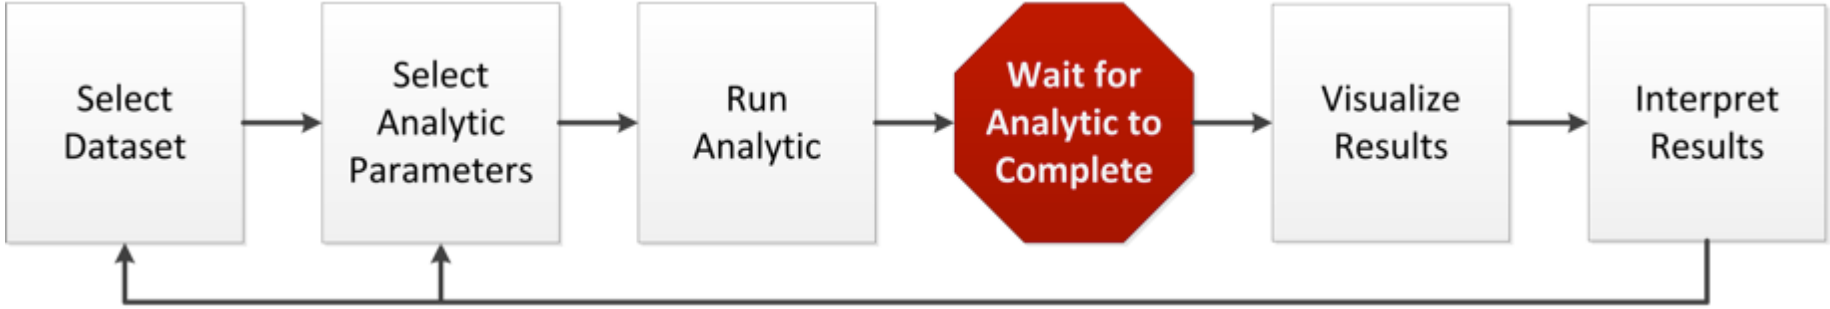 Select
Dataset
Select
Analytic
Parameters
Run
Analytic
Wait for
Analytic to
Complete
Visualize
Results
Interpret
Results